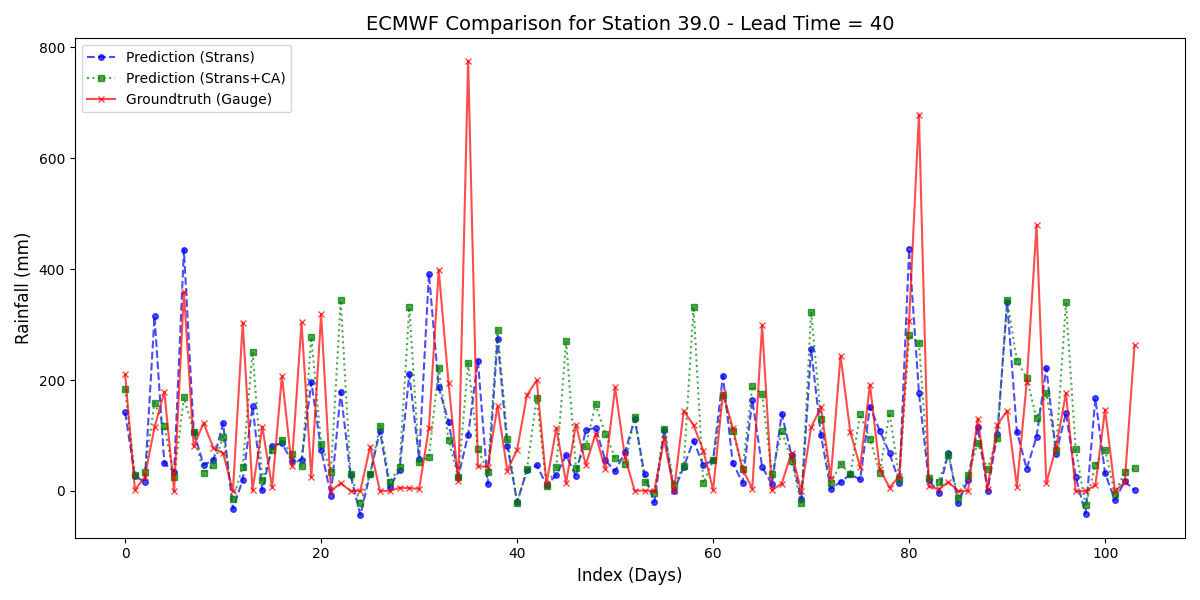 ECMWF Comparison for Station 39.0 - Lead Time = 40
Prediction (Strans)
Prediction (Strans+CA)
Groundtruth (Gauge)
Rainfall (mm)
800
600
400
200
0
0 20 40 60 80 100
Index (Days)